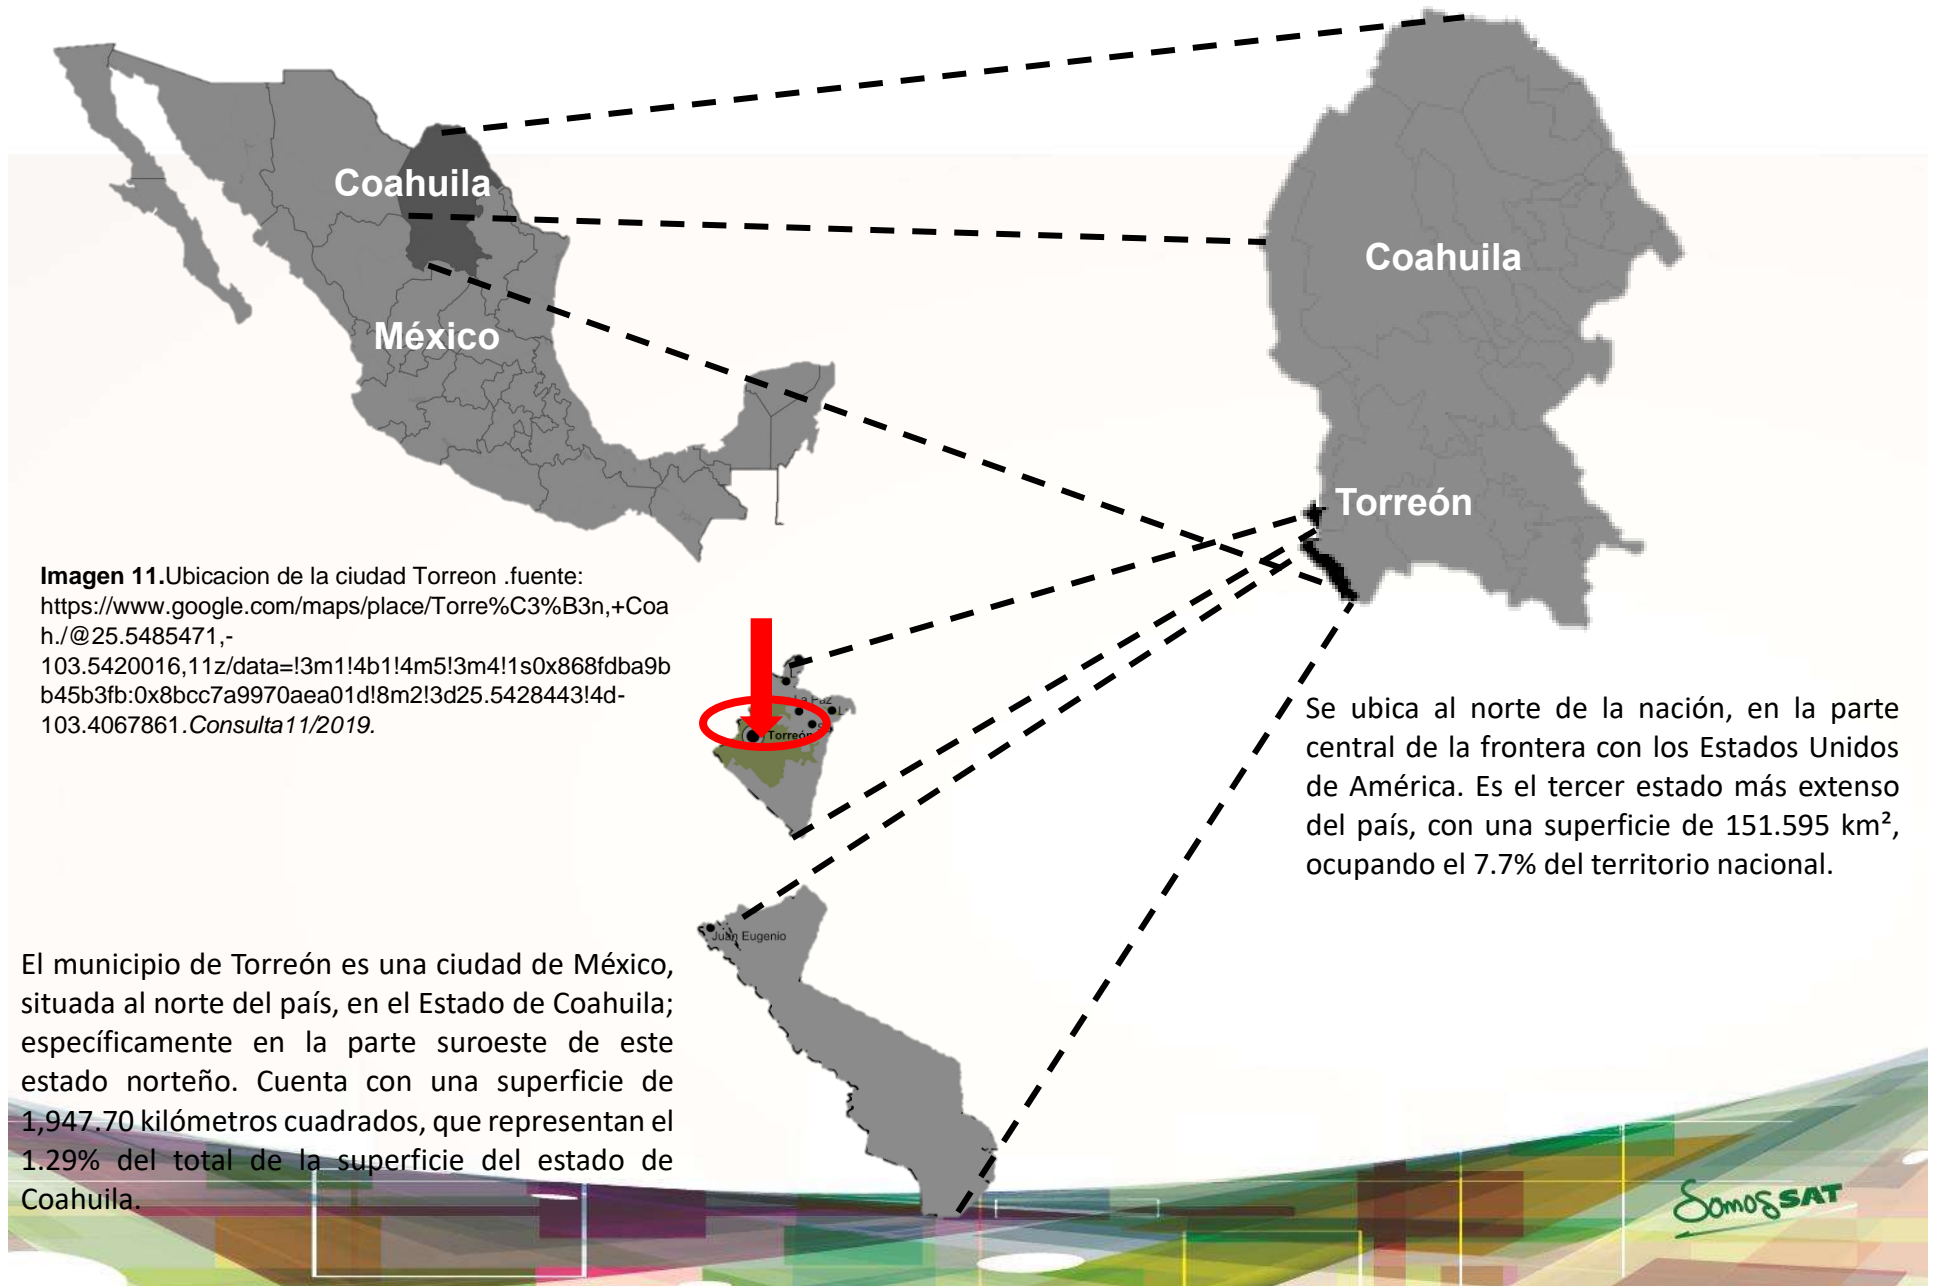 Coahuila
México
Coahuila
Torreón
Imagen 11.Ubicacion de la ciudad Torreon .fuente:
https://www.google.com/maps/place/Torre%C3%B3n,+Coa
h./@25.5485471,-
103.5420016,11z/data=!3m1!4b1!4m5!3m4!1s0x868fdba9b
b45b3fb:0x8bcc7a9970aea01d!8m2!3d25.5428443!4d-
103.4067861.Consulta11/2019.
La Paz
Torreón
Juan Eugenio
Se ubica al norte de la nación, en la parte
central de la frontera con los Estados Unidos
de América. Es el tercer estado más extenso
del país, con una superficie de 151.595 km²,
ocupando el 7.7% del territorio nacional.
El municipio de Torreón es una ciudad de México,
situada al norte del país, en el Estado de Coahuila;
específicamente en la parte suroeste de este
estado norteño. Cuenta con una superficie de
1,947.70 kilómetros cuadrados, que representan el
1.29% del total de la superficie del estado de
Coahuila.
Somos SAT